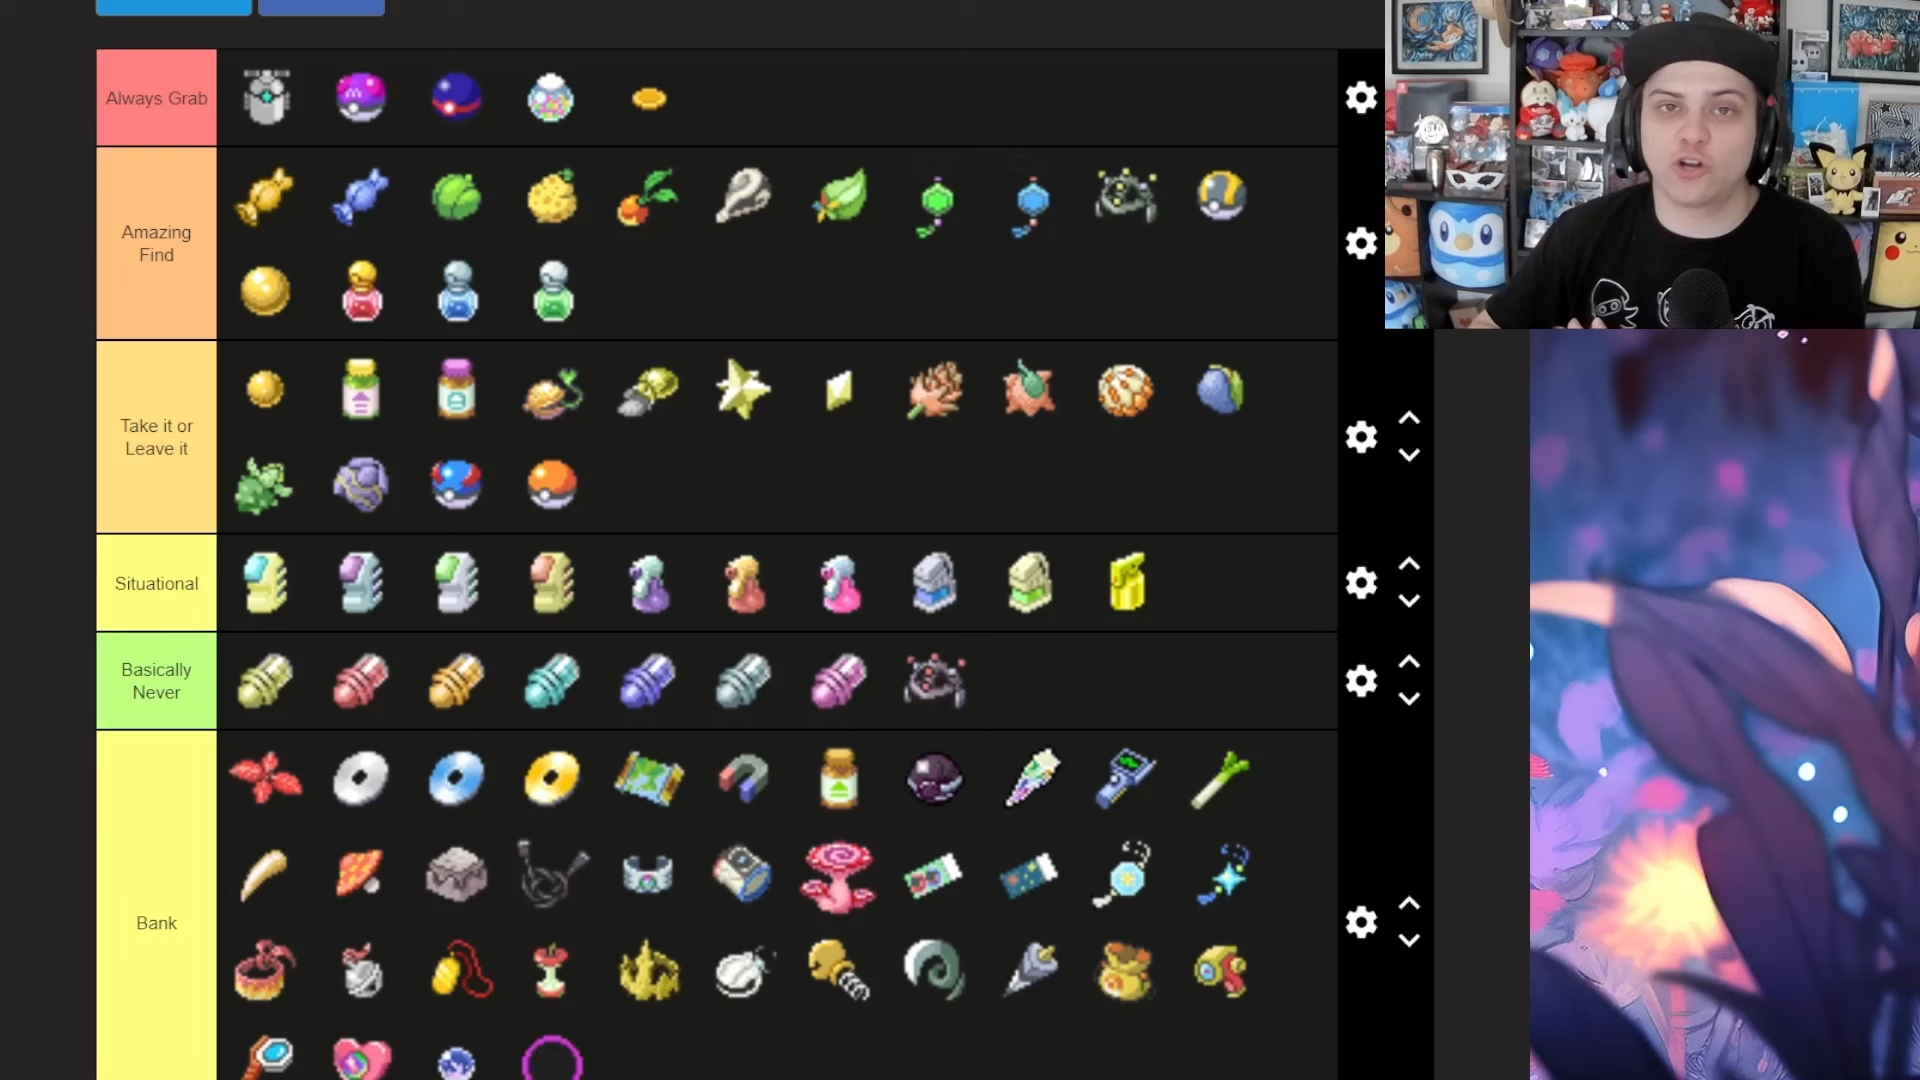 Always Grab
Amazing
Find
Take it or
Leave it
Situational
Basically
Never
Bank